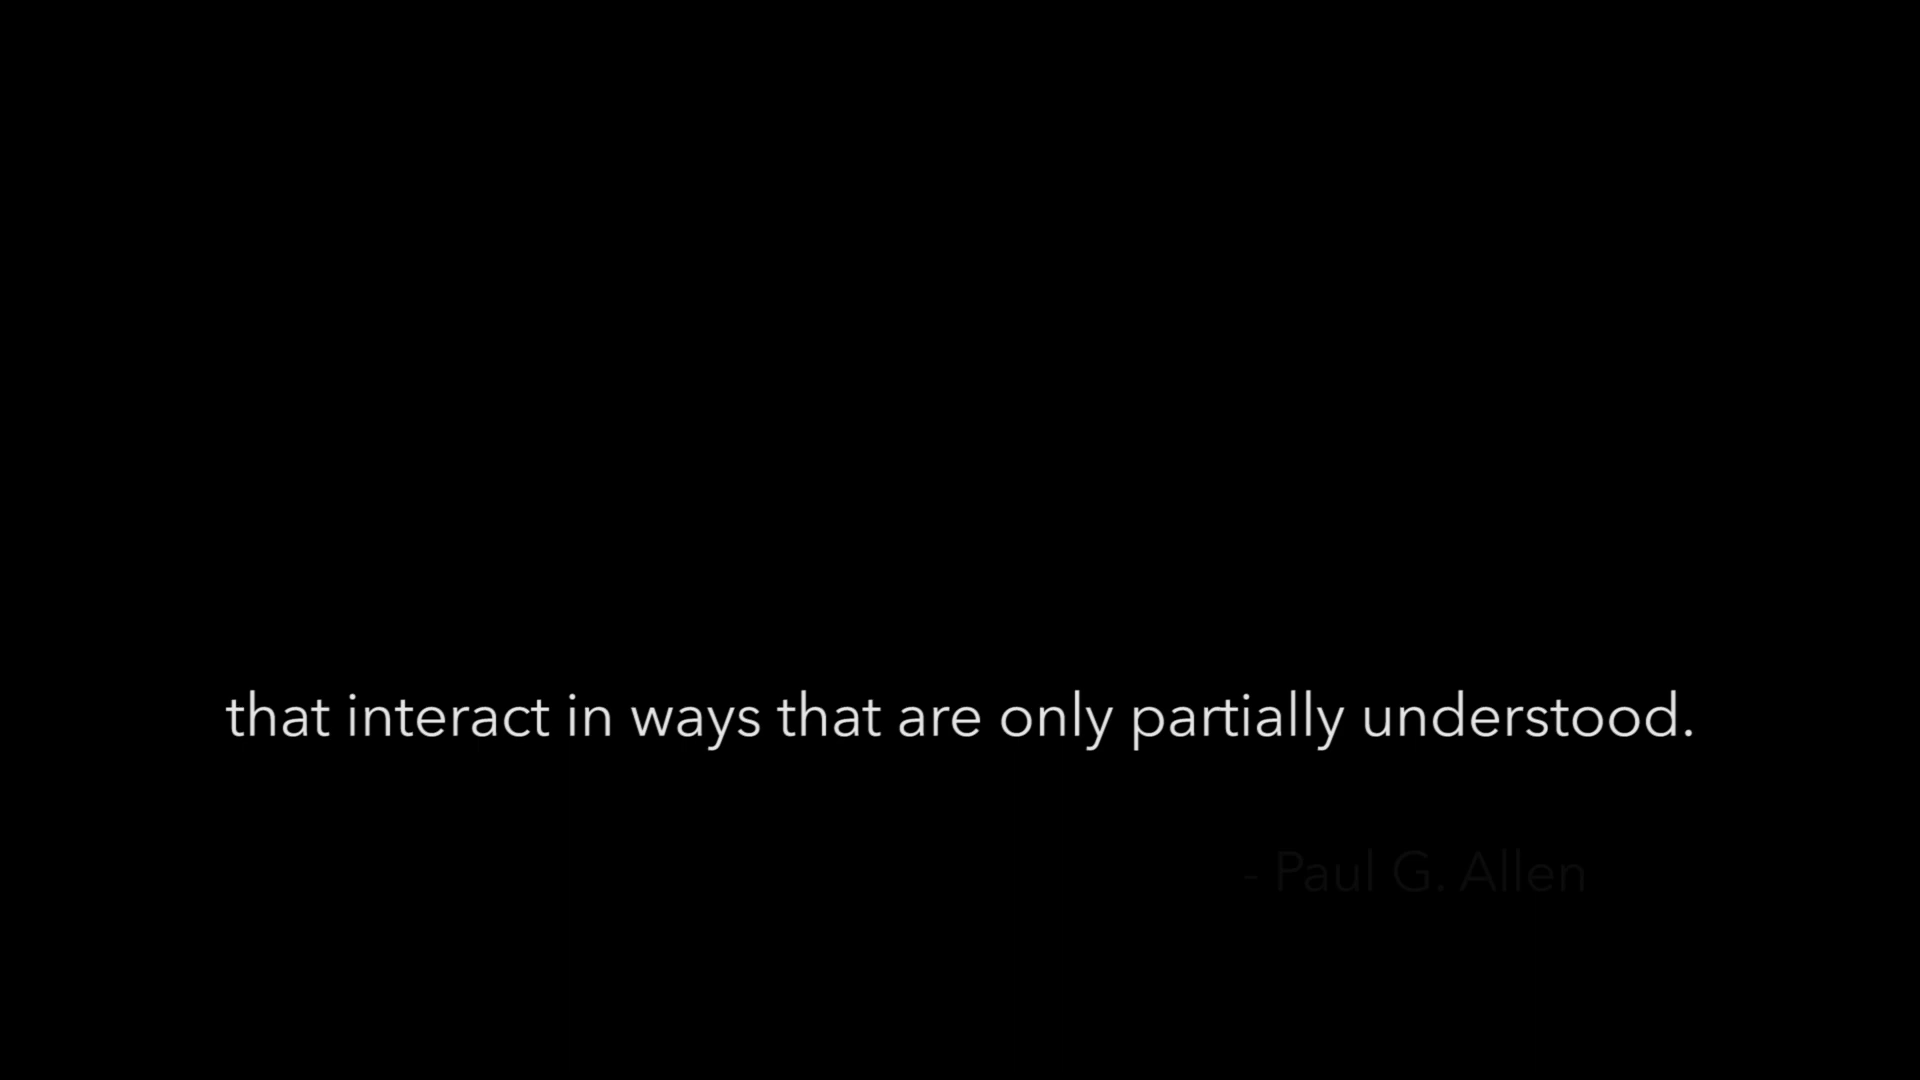 that interact in ways that are only partially understood.
- Paul G. Allen